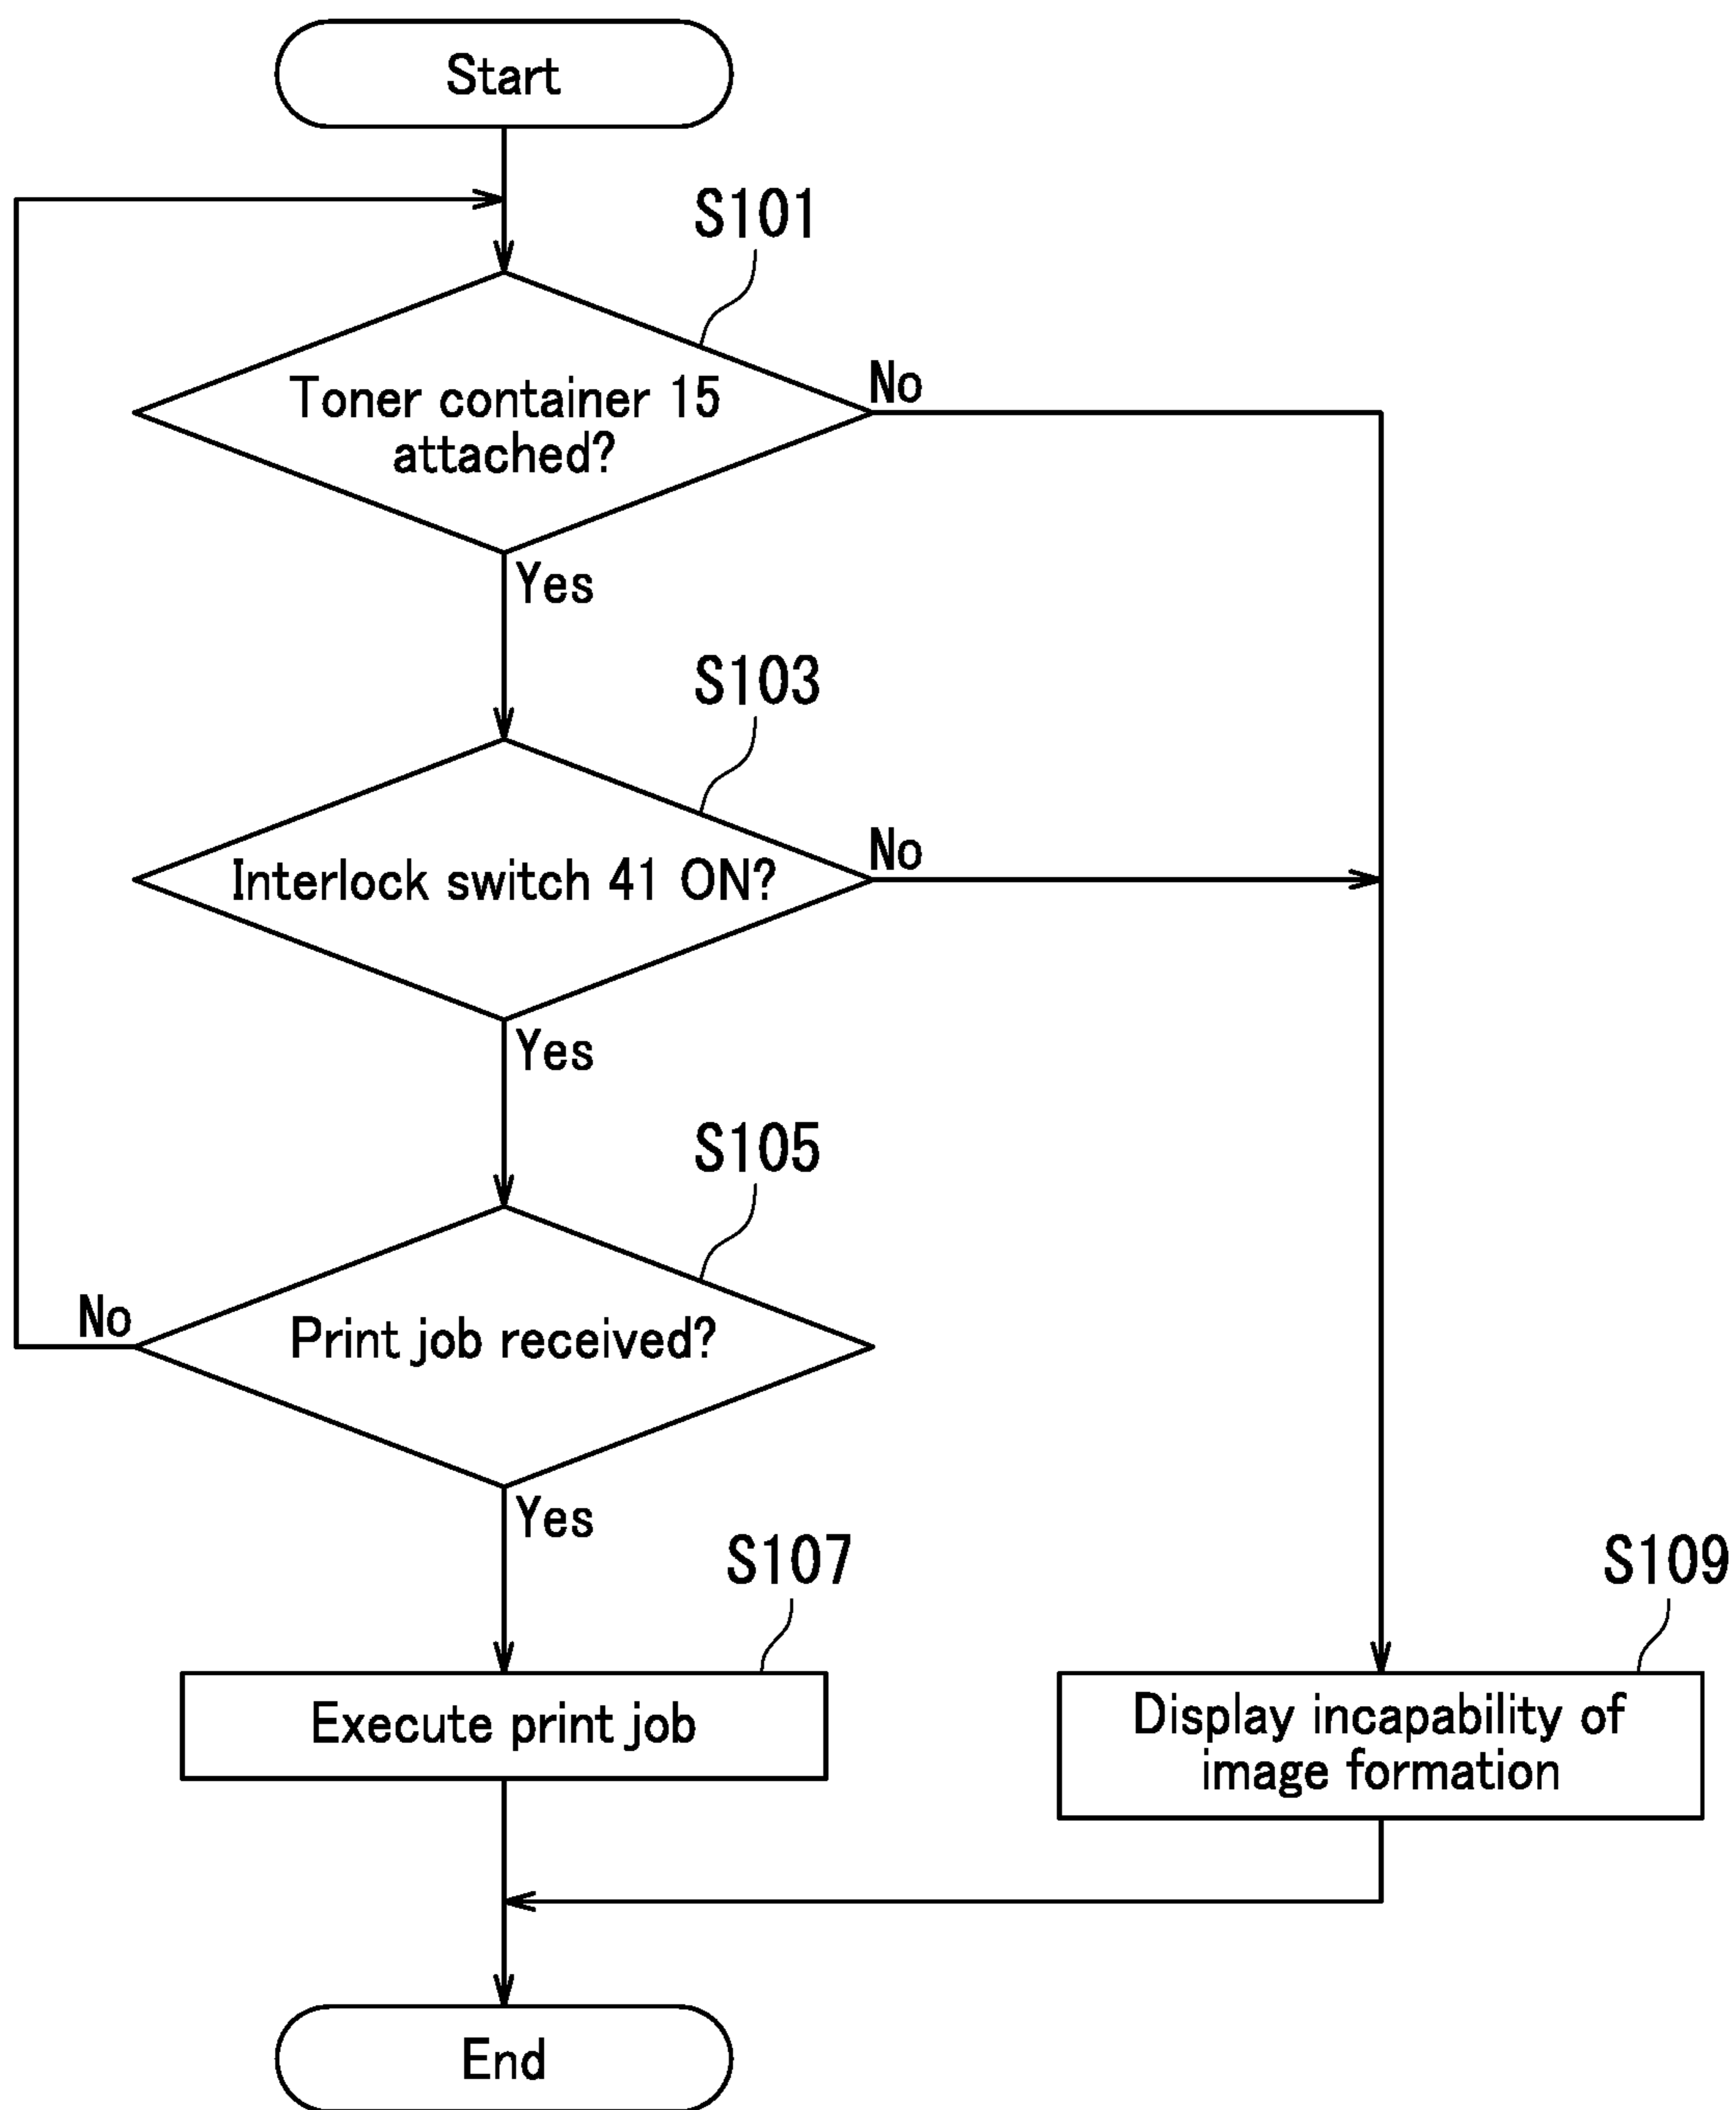 Start
S101
Toner container 15
attached?
No
Yes
S103
Interlock switch 41 ON?
No
Yes
S105
Print job received?
No
Yes
S107
Execute print job
S109
Display incapability of
image formation
End